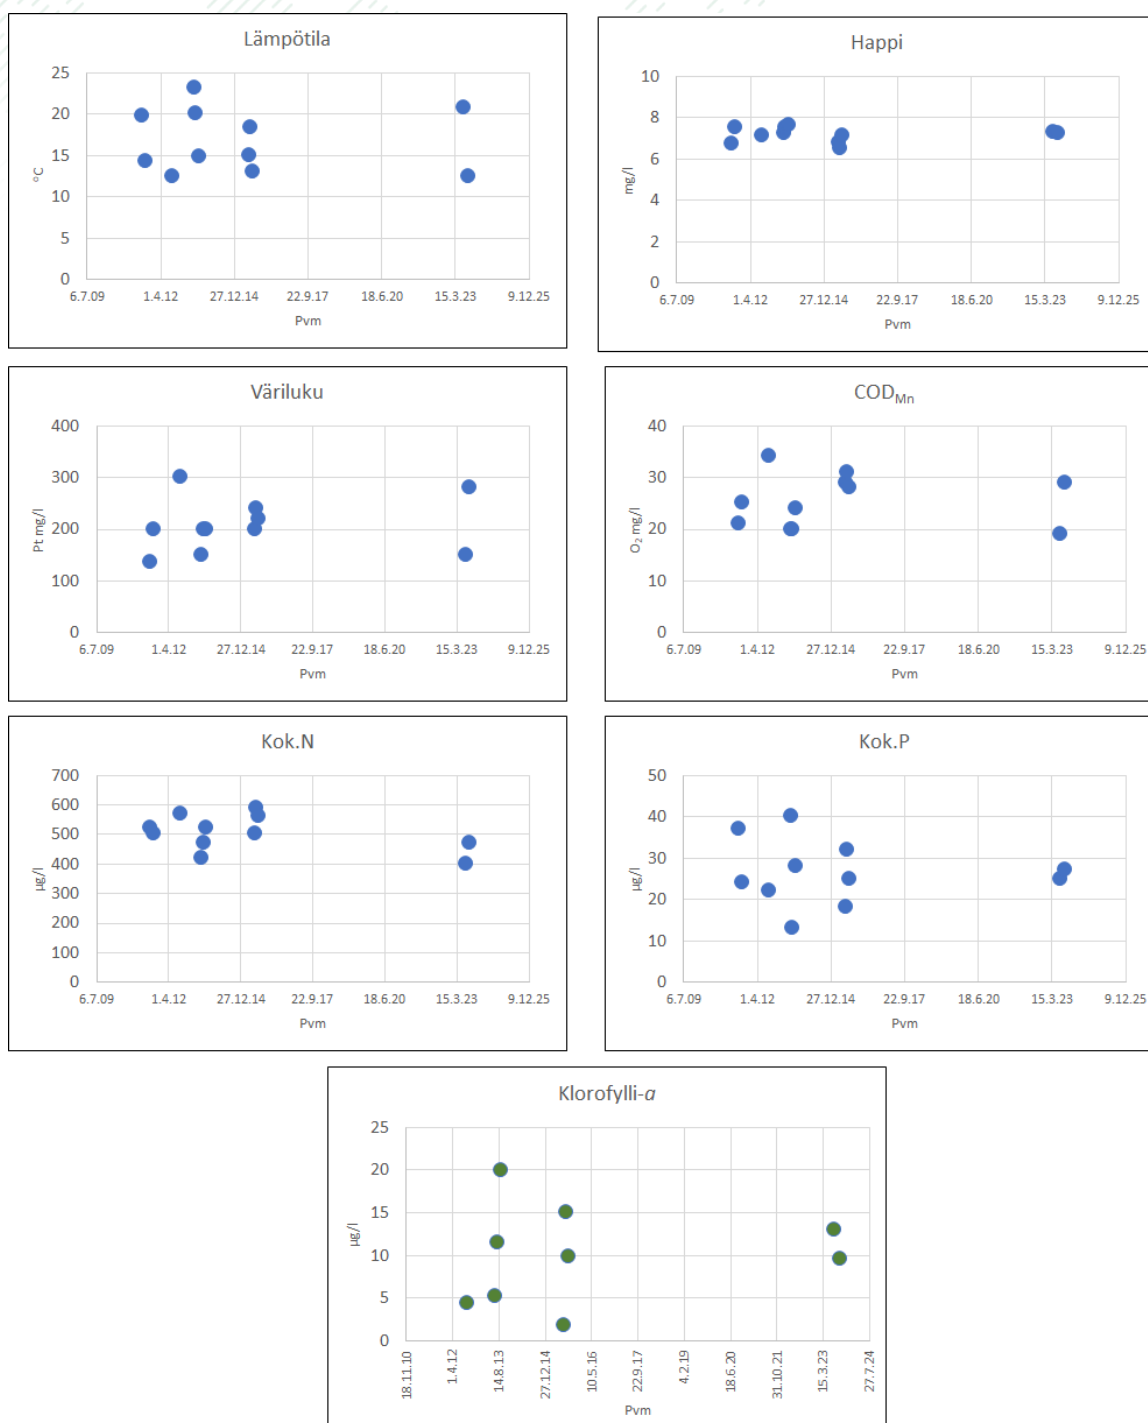 Lämpötila
25
20
15
10
5
0
°C
6.7.09 1.4.12 27.12.14 22.9.17 18.6.20 15.3.23 9.12.25
Pvm
Happi
10
8
6
4
2
0
mg/l
6.7.09 1.4.12 27.12.14 22.9.17 18.6.20 15.3.23 9.12.25
Pvm
Väriluku
400
300
200
100
0
Pt mg/l
6.7.09 1.4.12 27.12.14 22.9.17 18.6.20 15.3.23 9.12.25
Pvm
COD_Mn
40
30
20
10
0
O₂ mg/l
6.7.09 1.4.12 27.12.14 22.9.17 18.6.20 15.3.23 9.12.25
Pvm
Kok.N
700
600
500
400
300
200
100
0
µg/l
6.7.09 1.4.12 27.12.14 22.9.17 18.6.20 15.3.23 9.12.25
Pvm
Kok.P
50
40
30
20
10
0
µg/l
6.7.09 1.4.12 27.12.14 22.9.17 18.6.20 15.3.23 9.12.25
Pvm
Klorofylli-a
25
20
15
10
5
0
µg/l
18.11.10 1.4.12 14.8.13 27.12.14 10.5.16 22.9.17 4.2.19 18.6.20 31.10.21 15.3.23 27.7.24
Pvm